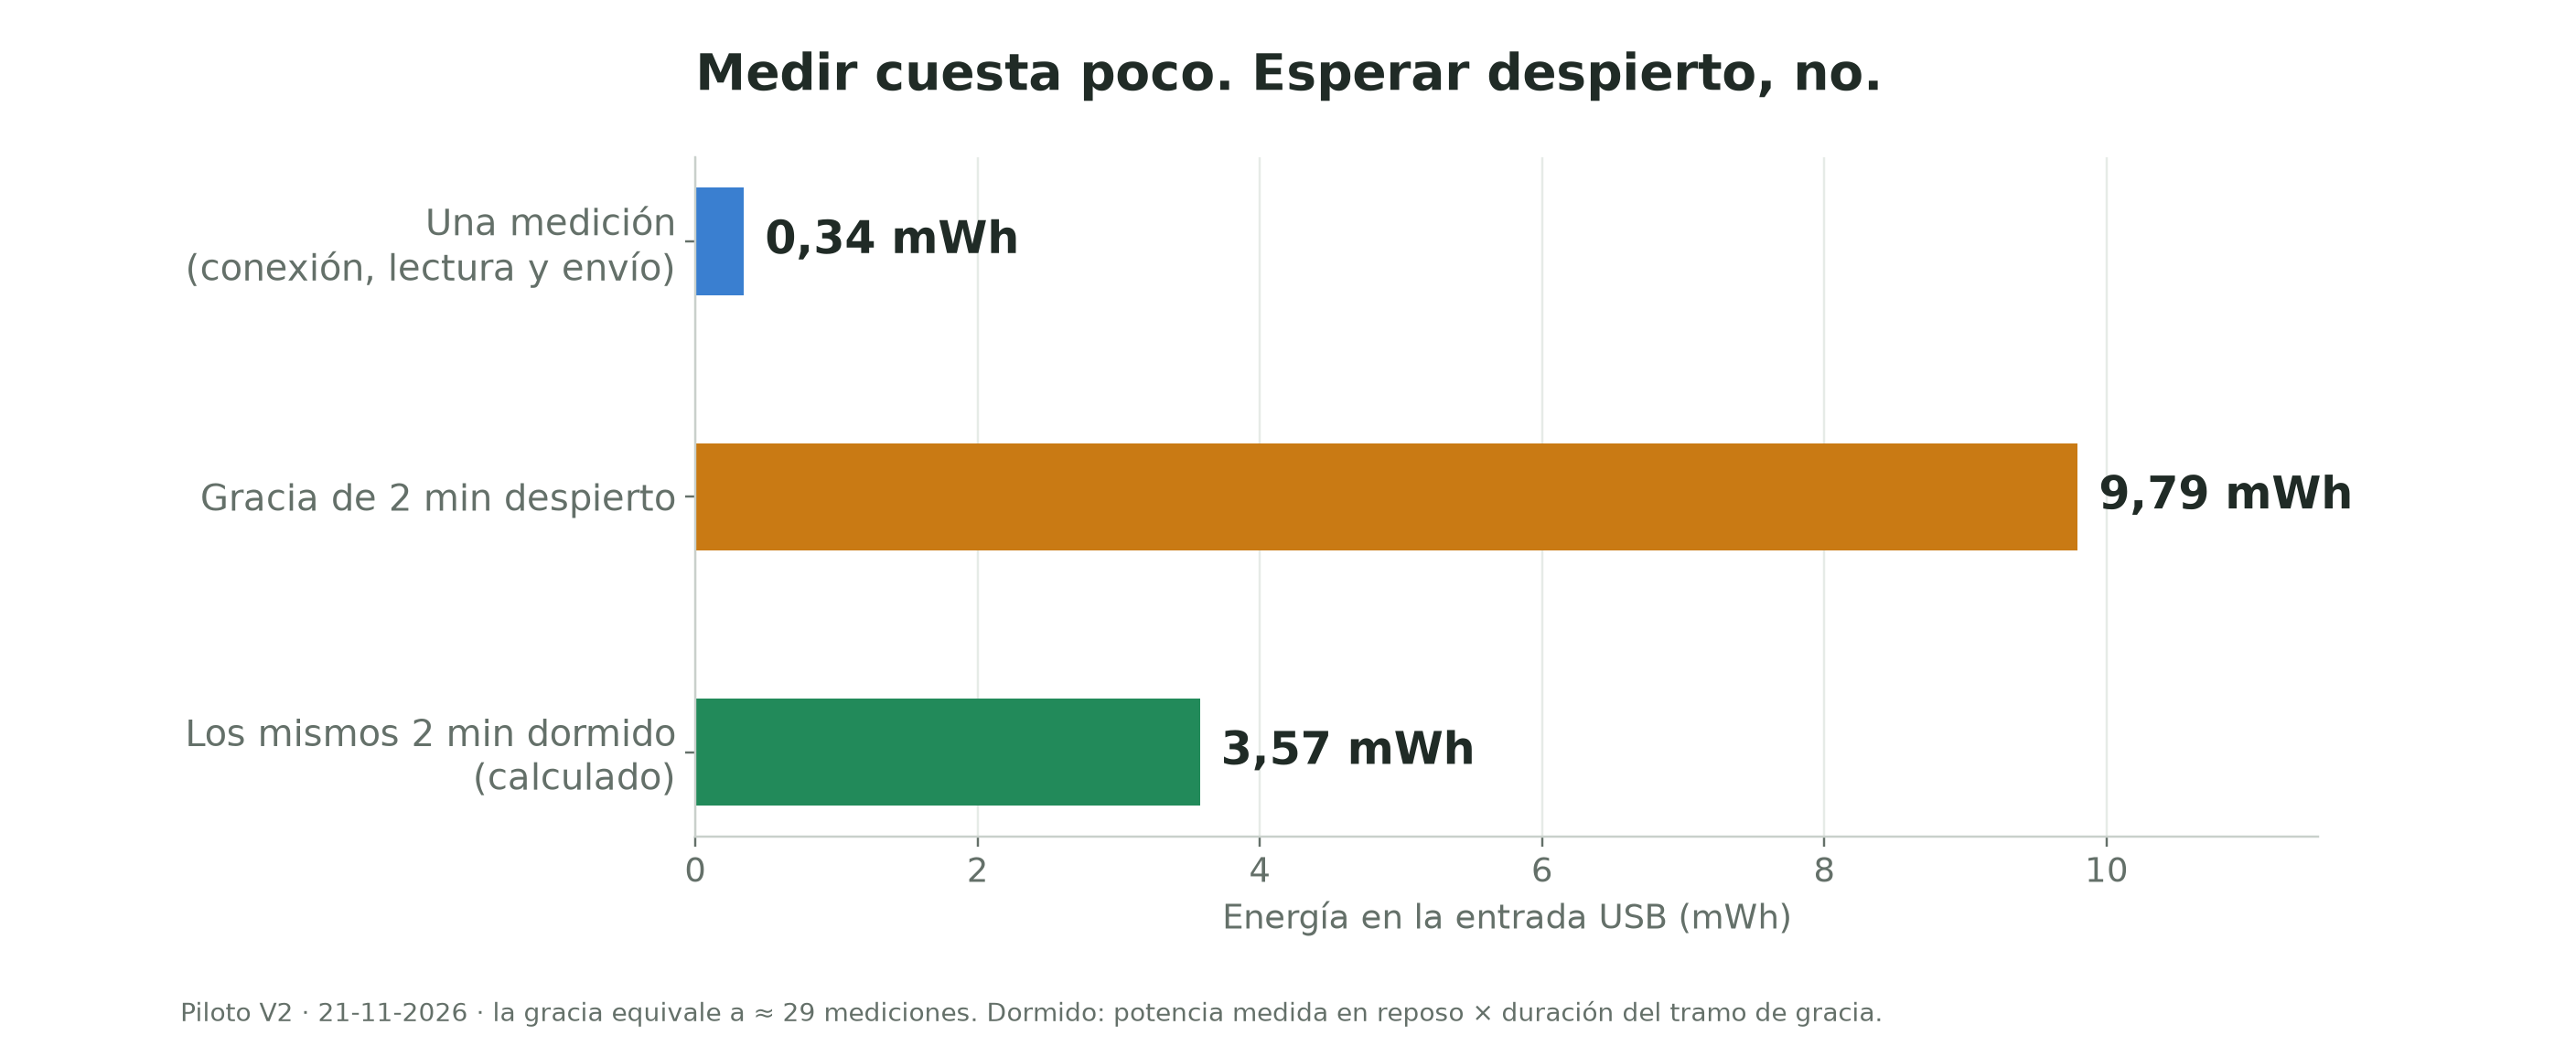 Medir cuesta poco. Esperar despierto, no.
Una medición
(conexión, lectura y envío)
0,34 mWh
Gracia de 2 min despierto
9,79 mWh
Los mismos 2 min dormido
(calculado)
3,57 mWh
0 2 4 6 8 10
Energía en la entrada USB (mWh)
Piloto V2 · 21-11-2026 · la gracia equivale a ≈ 29 mediciones. Dormido: potencia medida en reposo × duración del tramo de gracia.